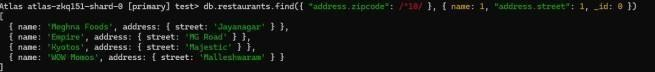 Atlas atlas-zkq151-shard-0 [primary] test> db.restaurants.find({ "address.zipcode": /^10/ }, { name: 1, "address.street": 1, _id: 0 })
[
{ name: 'Meghna Foods', address: { street: 'Jayanagar' } },
{ name: 'Empire', address: { street: 'MG Road' } },
{ name: 'Kyotos', address: { street: 'Majestic' } },
{ name: 'WOW Momos', address: { street: 'Malleshwaram' } }
]